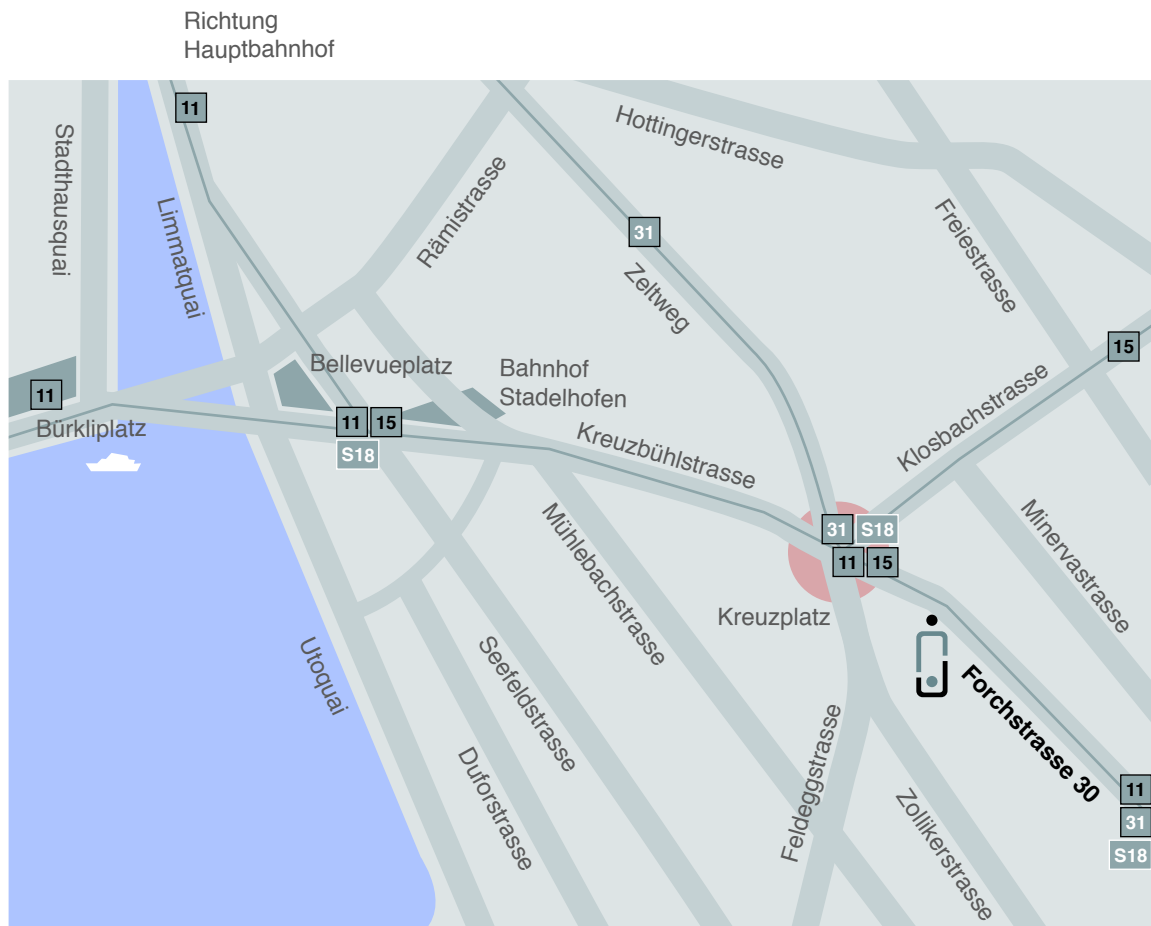 Richtung
Hauptbahnhof
11
Stadthausquai
Limmatquai
Rämistrasse
Hottingerstrasse
31
Zeltweg
Freiestrasse
15
Klosbachstrasse
11
Bürkliplatz
Bellevueplatz
Bahnhof
Stadelhofen
11 15
S18
Kreuzbühlstrasse
31 S18
11 15
Kreuzplatz
Minervastrasse
Mühlebachstrasse
Seefeldstrasse
Utoquai
Duforstrasse
Feldeggstrasse
Zollikerstrasse
Forchstrasse 30
11
31
S18